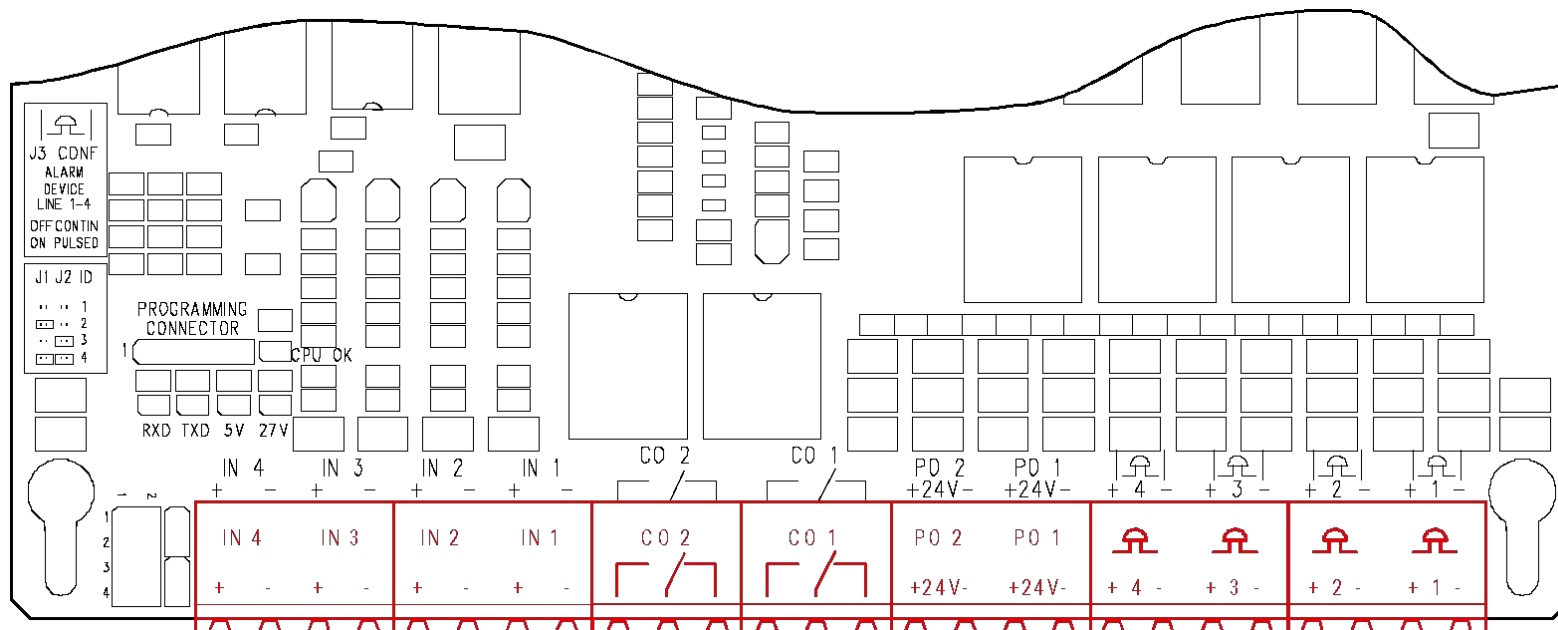 J3 CONF
ALARM
DEVICE
LINE 1-4
OFF CONTIN
ON PULSED
J1 J2 ID
1
2
3
4
PROGRAMMING
CONNECTOR
1
CPU OK
RXD TXD 5V 27V
IN 4 IN 3 IN 2 IN 1 CO 2 CO 1 PO 2 PO 1
+ - + - + - + - +24V- +24V- + 4 - + 3 - + 2 - + 1 -
1 2
1
2
3
4
IN 4 IN 3 IN 2 IN 1 CO 2 CO 1 PO 2 PO 1
+ - + - + - + - +24V- +24V- + 4 - + 3 - + 2 - + 1 -